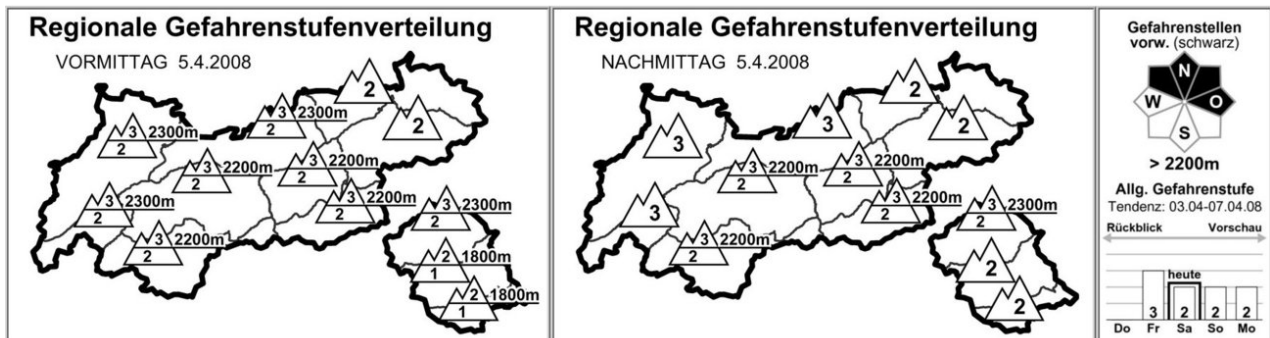 Regionale Gefahrenstufenverteilung
VORMITTAG 5.4.2008
2
3 2300m
2
2
3 2300m
2
3 2200m
2
3 2200m
2
3 2300m
2
3 2200m
2
3 2300m
2
3 2200m
2
2 1800m
1
2 1800m
1
Regionale Gefahrenstufenverteilung
NACHMITTAG 5.4.2008
2
3
2
3
3 2200m
2
3 2200m
2
3
3 2200m
2
3 2300m
2
3 2200m
2
2
2
Gefahrenstellen
vorw. (schwarz)
N
W O
S
> 2200m
Allg. Gefahrenstufe
Tendenz: 03.04-07.04.08
Rückblick Vorschau
heute
3 2 2 2
Do Fr Sa So Mo